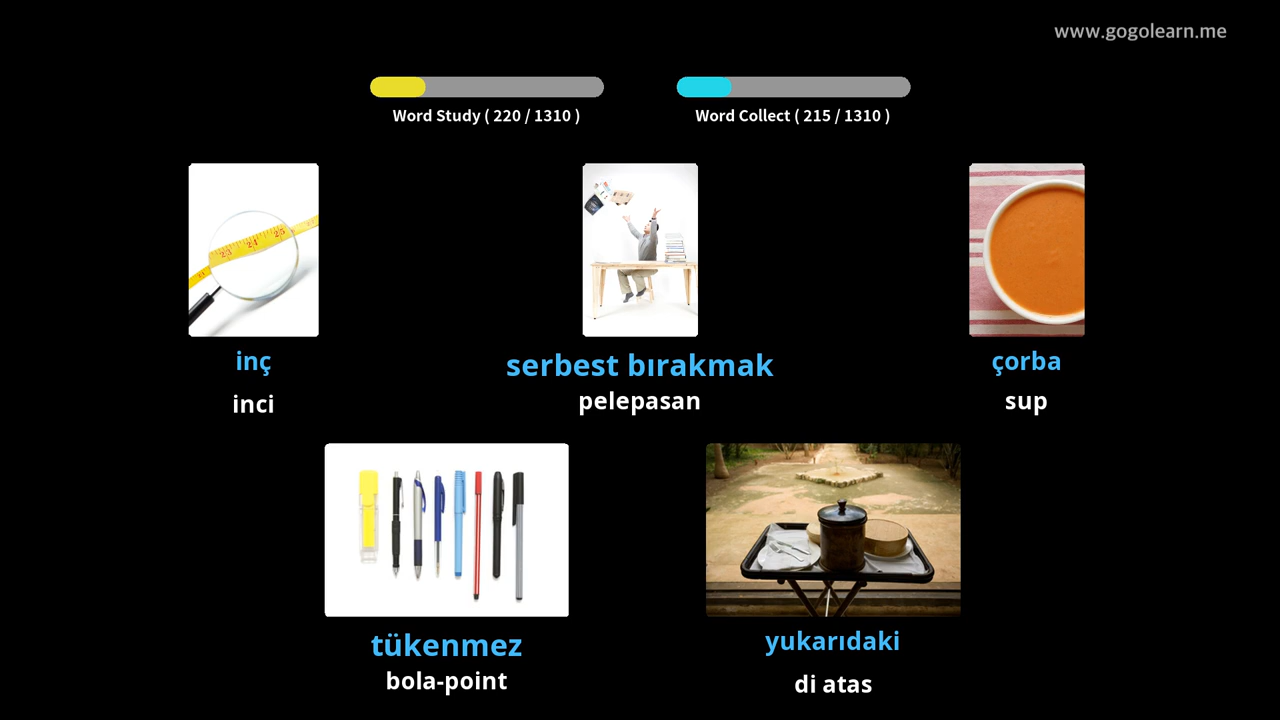 www.gogolearn.me
Word Study ( 220 / 1310 )
Word Collect ( 215 / 1310 )
inç
inci
serbest bırakmak
pelepasan
çorba
sup
tükenmez
bola-point
yukarıdaki
di atas